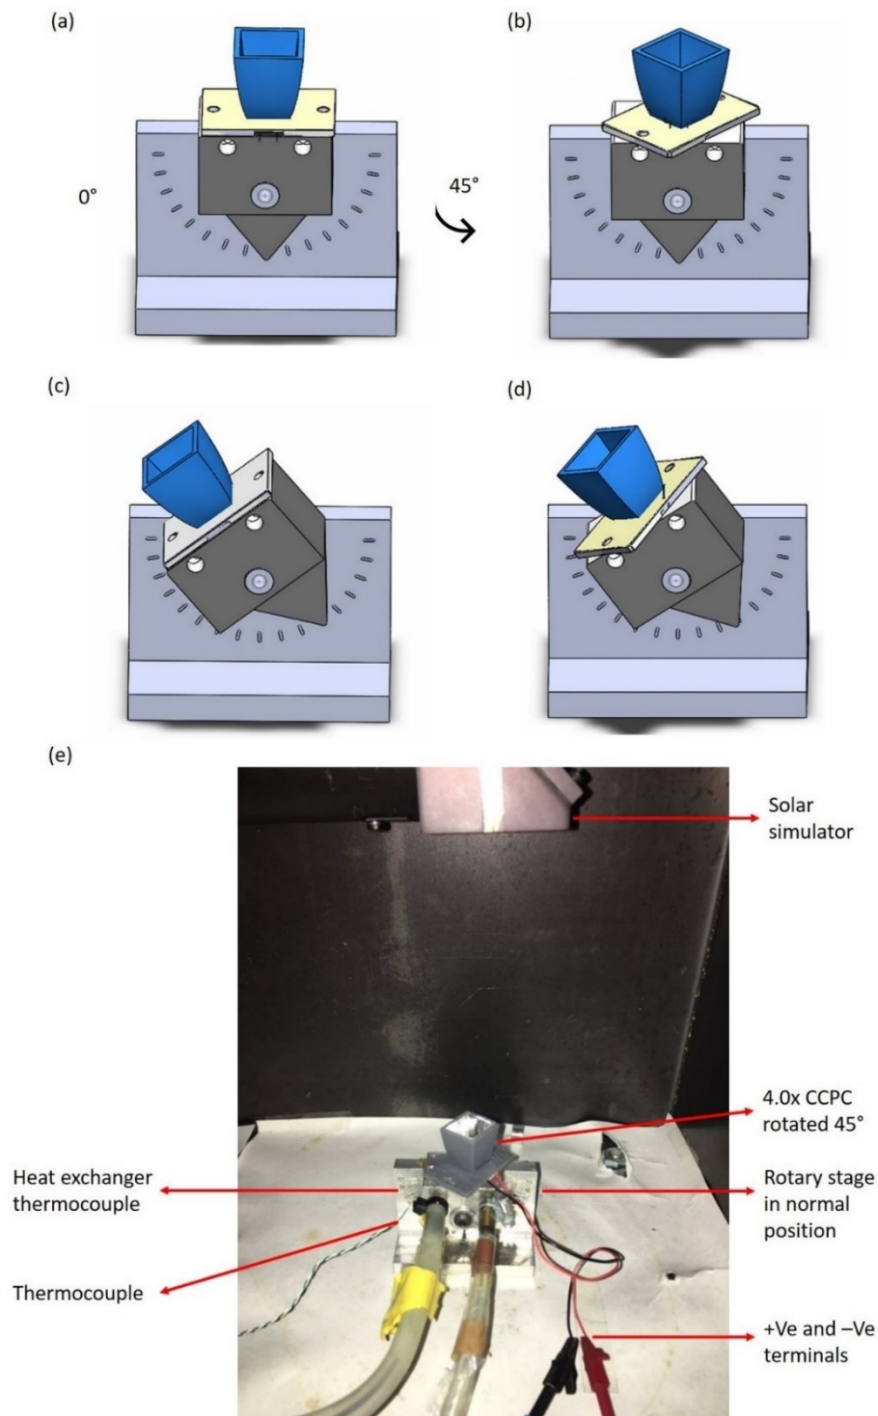 (a)
(b)
0°
45°
(c)
(d)
(e)
Solar
simulator
4.0x CCPC
rotated 45°
Heat exchanger
thermocouple
Rotary stage
in normal
position
Thermocouple
+Ve and –Ve
terminals